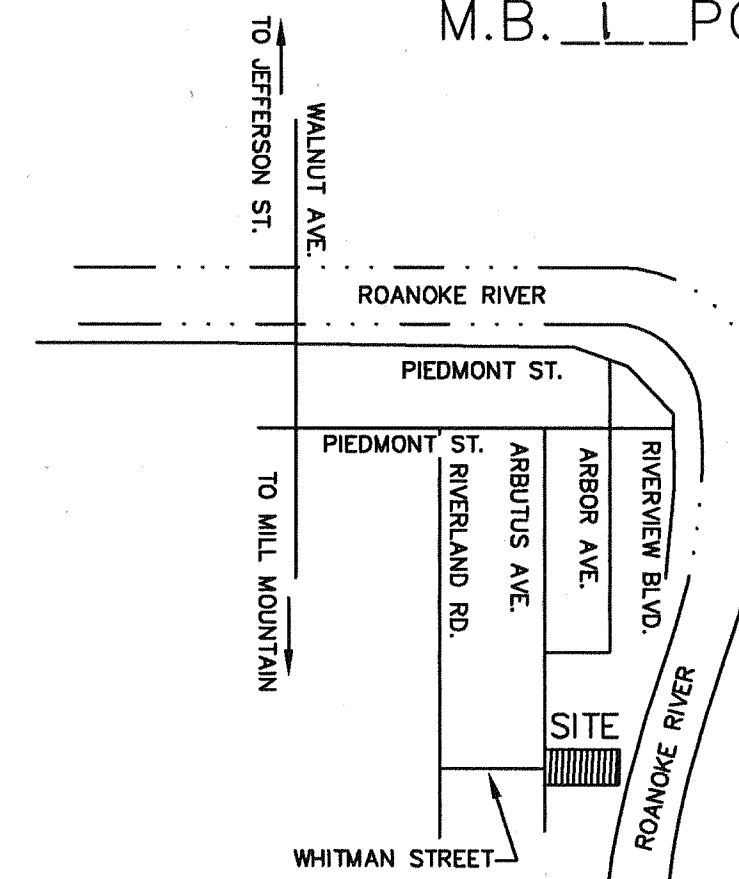 M.B. 1 PG
TO JEFFERSON ST.
WALNUT AVE.
ROANOKE RIVER
PIEDMONT ST.
PIEDMONT ST.
TO MILL MOUNTAIN
RIVERLAND RD.
ARBUTUS AVE.
ARBOR AVE.
RIVERVIEW BLVD.
SITE
ROANOKE RIVER
WHITMAN STREET